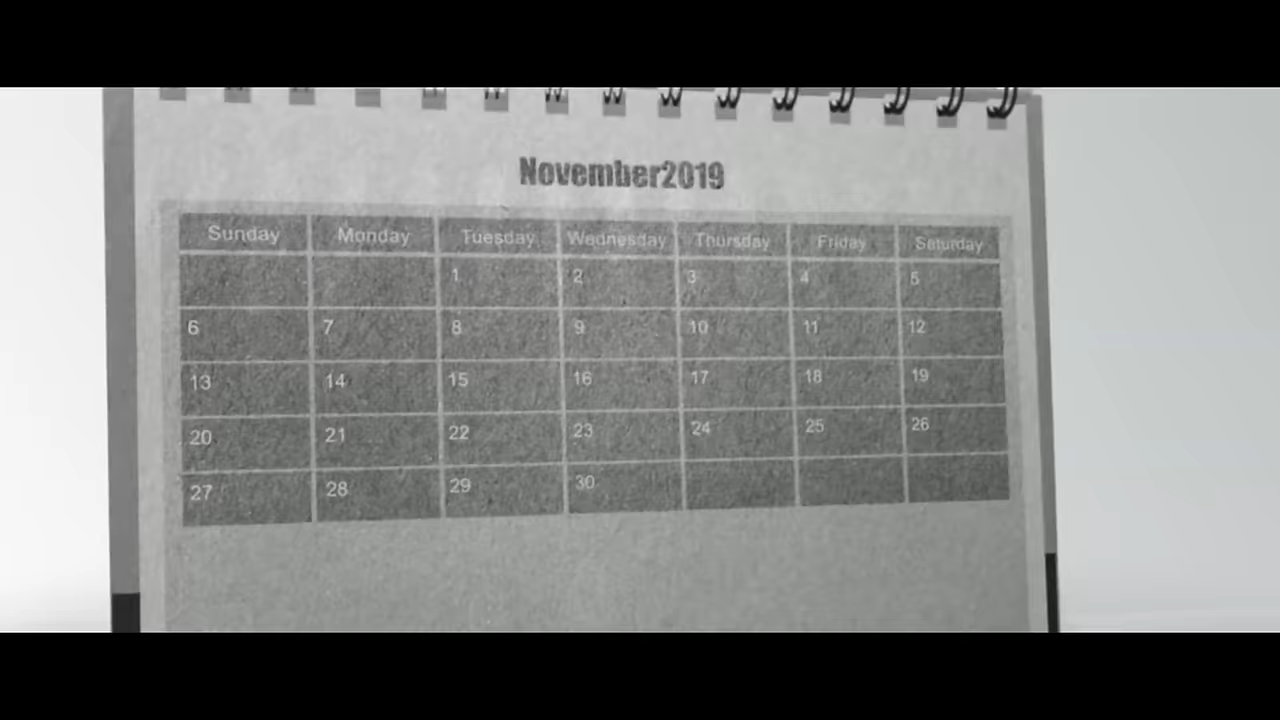 November2019
Sunday Monday Tuesday Wednesday Thursday Friday Saturday
1 2 3 4 5
6 7 8 9 10 11 12
13 14 15 16 17 18 19
20 21 22 23 24 25 26
27 28 29 30